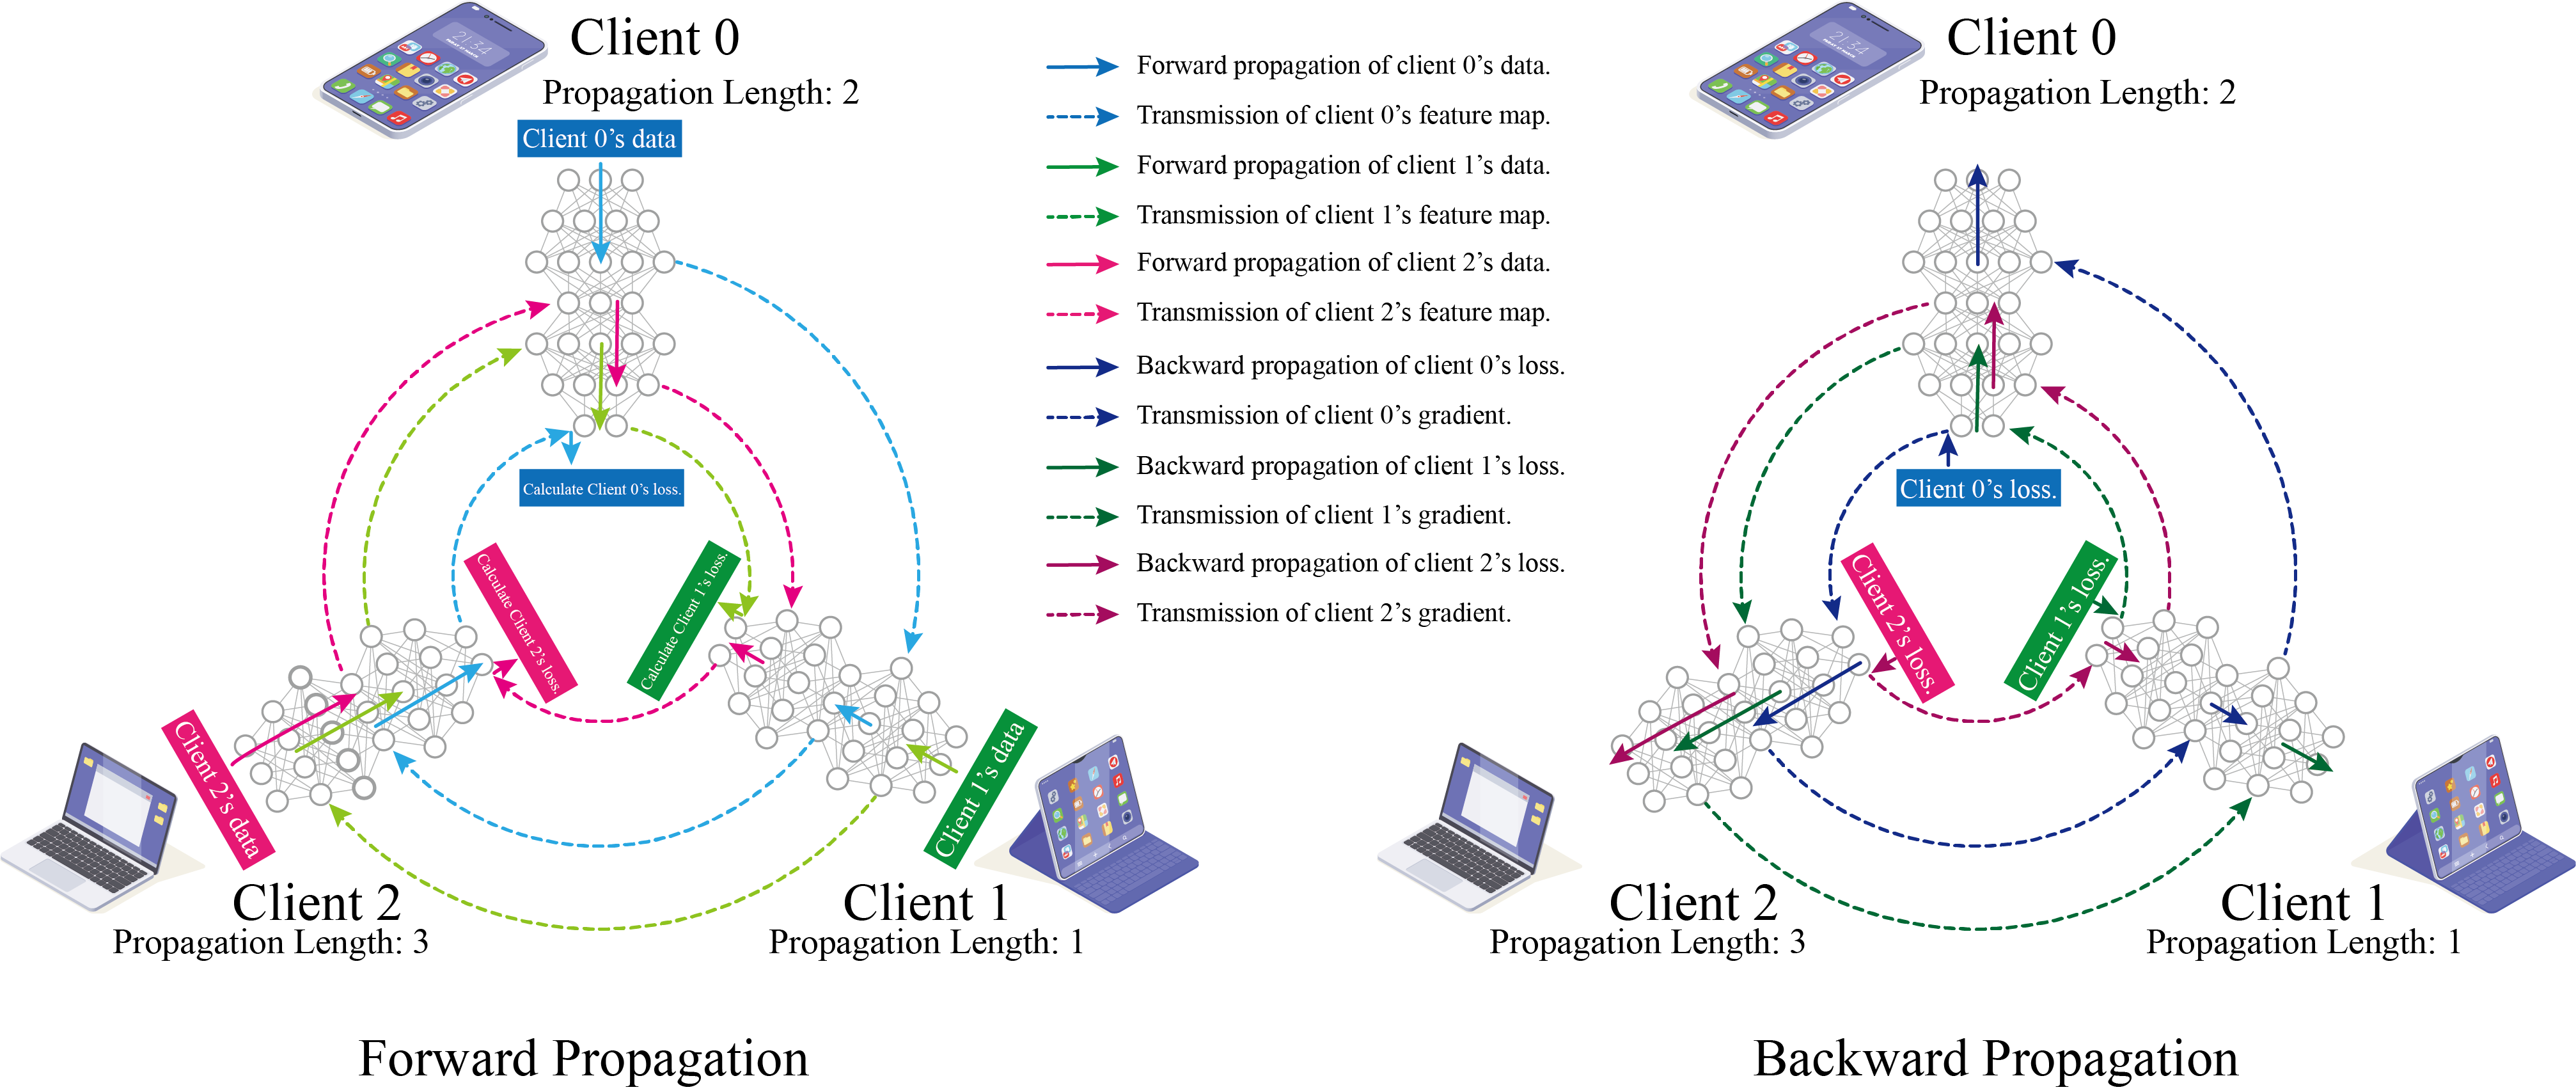 Client 0
Propagation Length: 2
21:34
Client 0's data
Calculate Client 0's loss.
Calculate Client 2's loss.
Calculate Client 1's loss.
Client 2's data
Client 1's data
Client 2
Propagation Length: 3
Client 1
Propagation Length: 1
Forward Propagation
Forward propagation of client 0's data.
Transmission of client 0's feature map.
Forward propagation of client 1's data.
Transmission of client 1's feature map.
Forward propagation of client 2's data.
Transmission of client 2's feature map.
Backward propagation of client 0's loss.
Transmission of client 0's gradient.
Backward propagation of client 1's loss.
Transmission of client 1's gradient.
Backward propagation of client 2's loss.
Transmission of client 2's gradient.
Client 0
Propagation Length: 2
21:34
Client 0's loss.
Client 2's loss.
Client 1's loss.
Client 2
Propagation Length: 3
Client 1
Propagation Length: 1
Backward Propagation